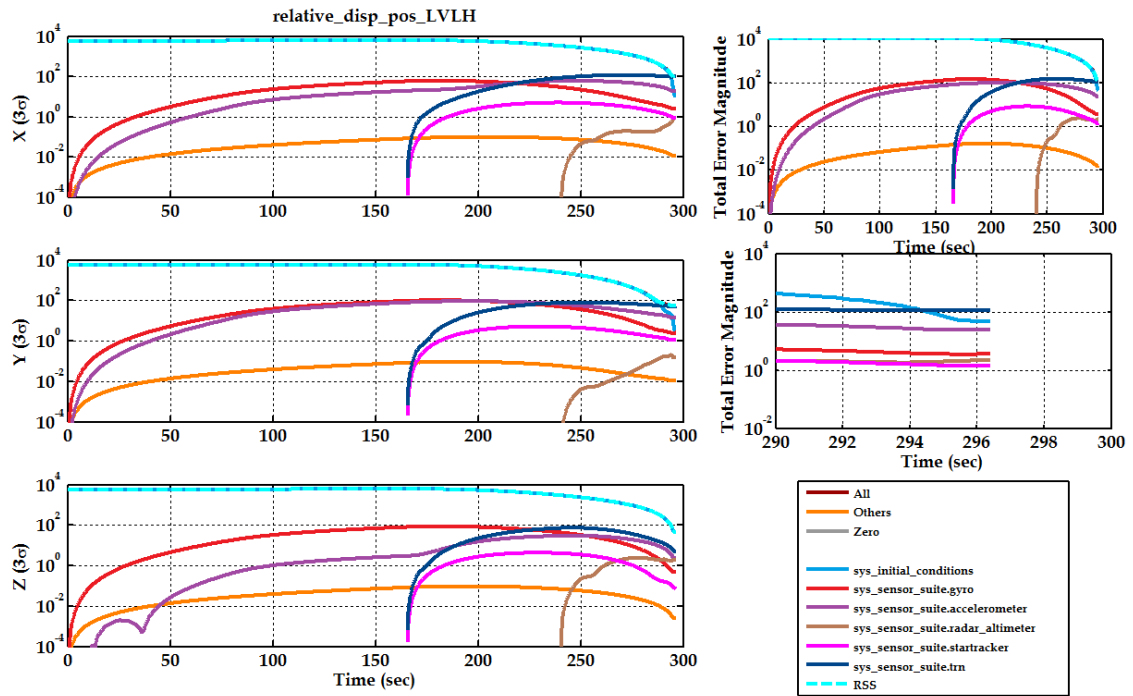 relative_disp_pos_LVLH
X (3σ)
10^4
10^2
10^0
10^-2
10^-4
0 50 100 150 200 250 300
Y (3σ)
10^4
10^2
10^0
10^-2
10^-4
0 50 100 150 200 250 300
Z (3σ)
10^4
10^2
10^0
10^-2
10^-4
0 50 100 150 200 250 300
Time (sec)
Total Error Magnitude
10^4
10^2
10^0
10^-2
10^-4
0 50 100 150 200 250 300
Time (sec)
Total Error Magnitude
10^4
10^2
10^0
10^-2
290 292 294 296 298 300
Time (sec)
All
Others
Zero
sys_initial_conditions
sys_sensor_suite.gyro
sys_sensor_suite.accelerometer
sys_sensor_suite.radar_altimeter
sys_sensor_suite.startracker
sys_sensor_suite.trn
RSS